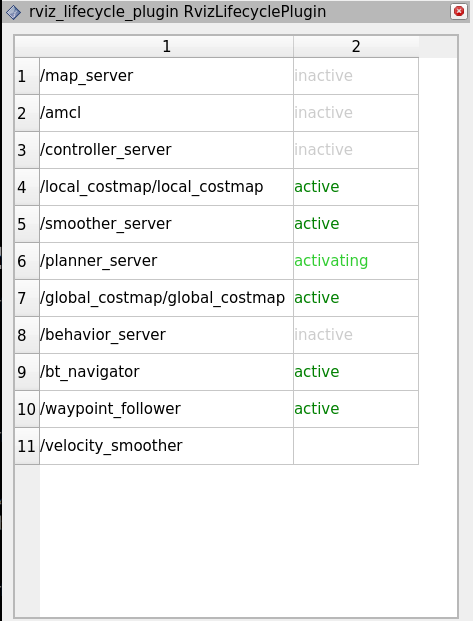 rviz_lifecycle_plugin RvizLifecyclePlugin
1 2
1 /map_server inactive
2 /amcl inactive
3 /controller_server inactive
4 /local_costmap/local_costmap active
5 /smoother_server active
6 /planner_server activating
7 /global_costmap/global_costmap active
8 /behavior_server inactive
9 /bt_navigator active
10 /waypoint_follower active
11 /velocity_smoother